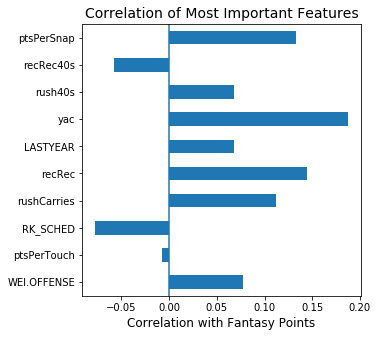 Correlation of Most Important Features
ptsPerSnap
recRec40s
rush40s
yac
LASTYEAR
recRec
rushCarries
RK_SCHED
ptsPerTouch
WEI.OFFENSE
−0.05 0.00 0.05 0.10 0.15 0.20
Correlation with Fantasy Points